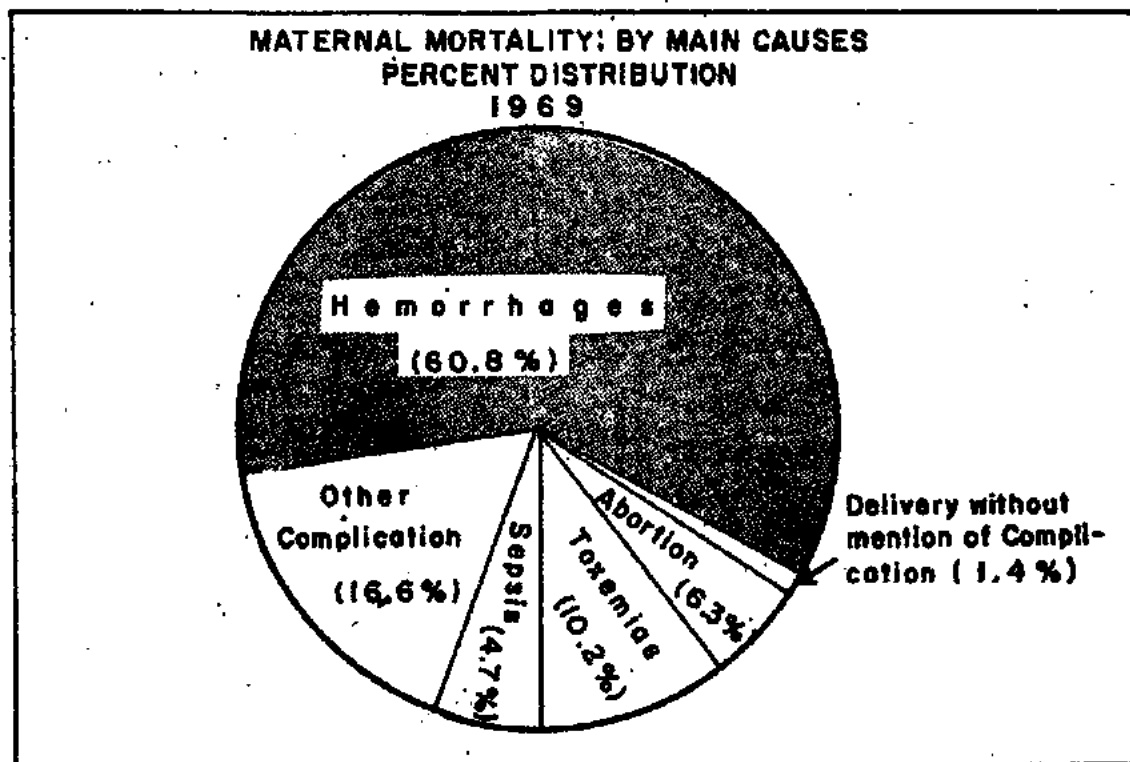 MATERNAL MORTALITY: BY MAIN CAUSES
PERCENT DISTRIBUTION
1969
Hemorrhages
(60.8%)
Other
Complication
(16.6%)
Sepsis (4.7%)
Toxemias
(10.2%)
Abortion
(6.3%)
Delivery without
mention of Compli-
cation (1.4%)